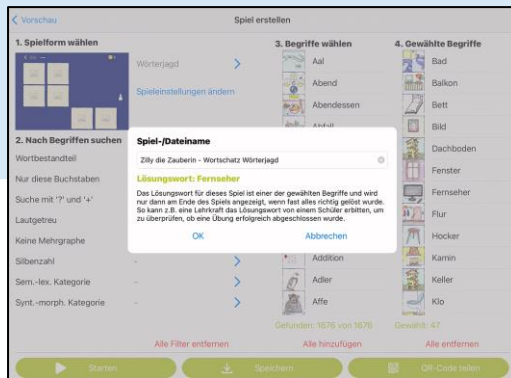 Vorschau
Spiel erstellen
1. Spielform wählen
Wörterjagd
Spieleinstellungen ändern
2. Nach Begriffen suchen
Wortbestandteil
Nur diese Buchstaben
Suche mit '?' und '+'
Lautgetreu
Keine Mehrgraphe
Silbenzahl
-
Sem.-lex. Kategorie
-
Synt.-morph. Kategorie
-
Alle Filter entfernen
3. Begriffe wählen
Aal
Abend
Abendessen
Abfall
Addition
Adler
Affe
Gefunden: 1676 von 1676
Alle hinzufügen
4. Gewählte Begriffe
Bad
Balkon
Bett
Bild
Dachboden
Fenster
Fernseher
Flur
Hocker
Kamin
Keller
Klo
Gewählt: 47
Alle entfernen
Spiel-/Dateiname
Zilly die Zauberin - Wortschatz Wörterjagd
Lösungswort: Fernseher
Das Lösungswort für dieses Spiel ist einer der gewählten Begriffe und wird
nur dann am Ende des Spiels angezeigt, wenn fast alles richtig gelöst wurde.
So kann z.B. eine Lehrkraft das Lösungswort von einem Schüler erbitten, um
zu überprüfen, ob eine Übung erfolgreich abgeschlossen wurde.
OK
Abbrechen
Starten
Speichern
QR-Code teilen